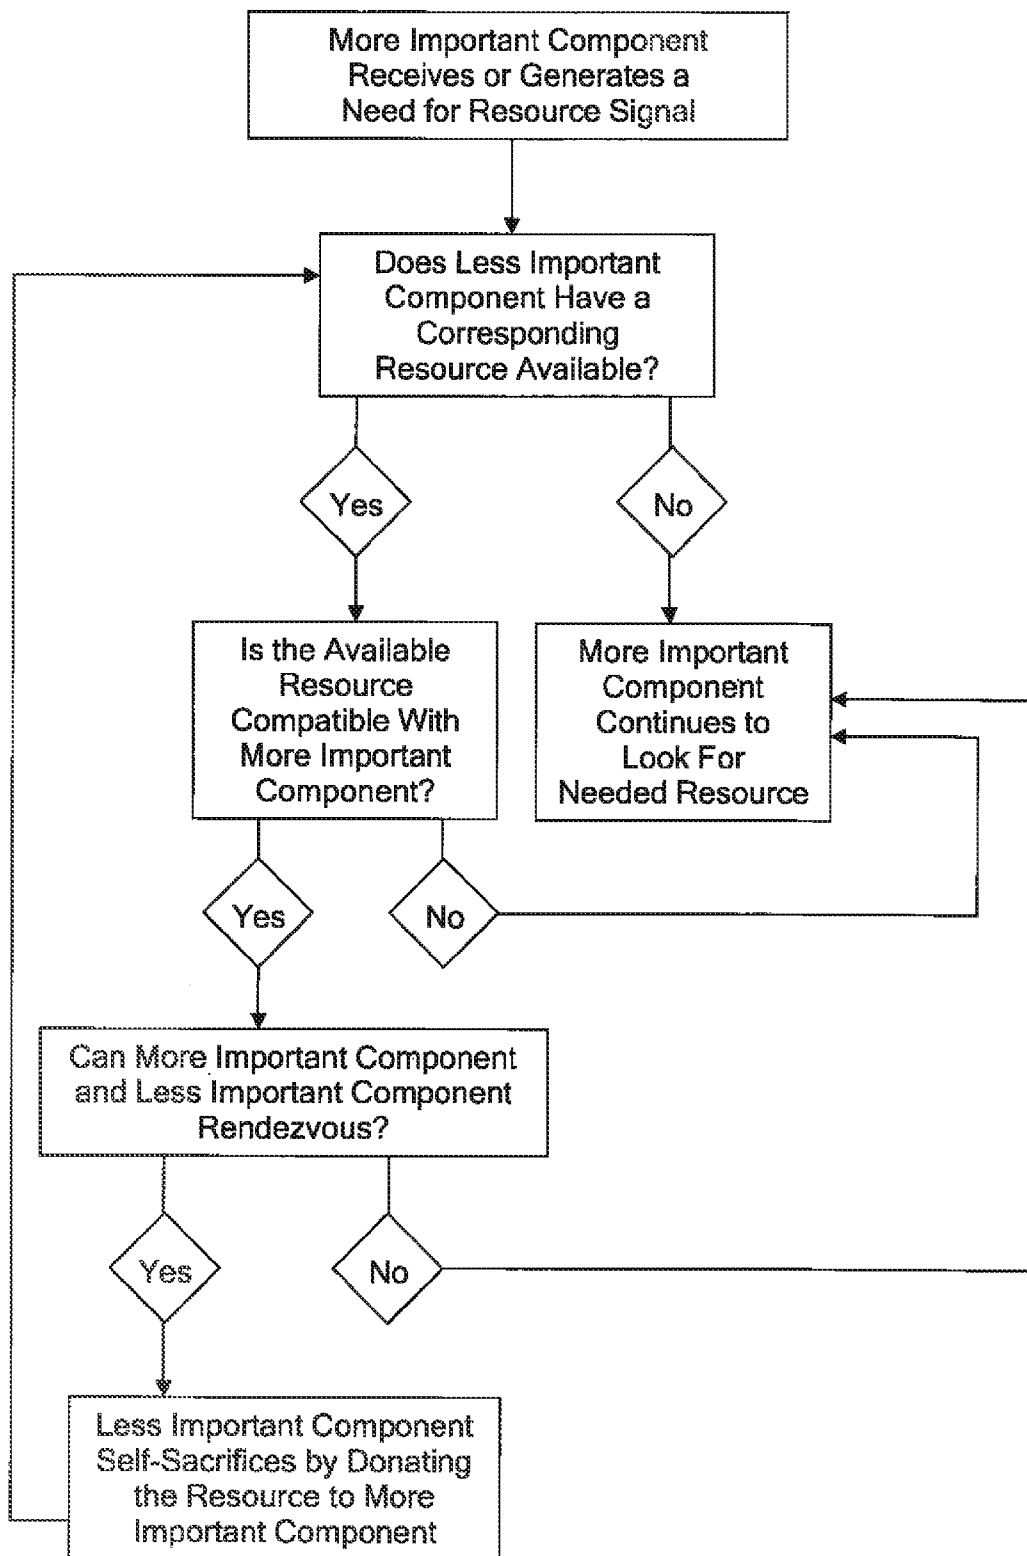 More Important Component
Receives or Generates a
Need for Resource Signal
Does Less Important
Component Have a
Corresponding
Resource Available?
Yes
No
Is the Available
Resource
Compatible With
More Important
Component?
More Important
Component
Continues to
Look For
Needed Resource
Yes
No
Can More Important Component
and Less Important Component
Rendezvous?
Yes
No
Less Important Component
Self-Sacrifices by Donating
the Resource to More
Important Component